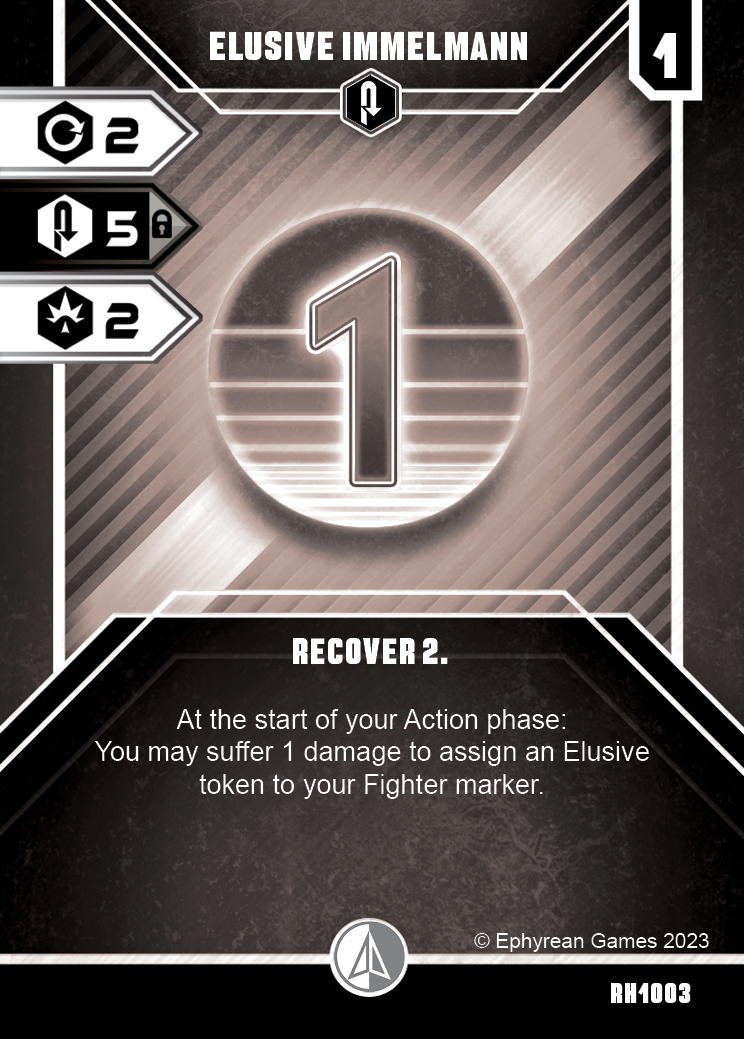 ELUSIVE IMMELMANN
1
2
5
2
1
RECOVER 2.
At the start of your Action phase:
You may suffer 1 damage to assign an Elusive
token to your Fighter marker.
© Ephyrean Games 2023
RH1003